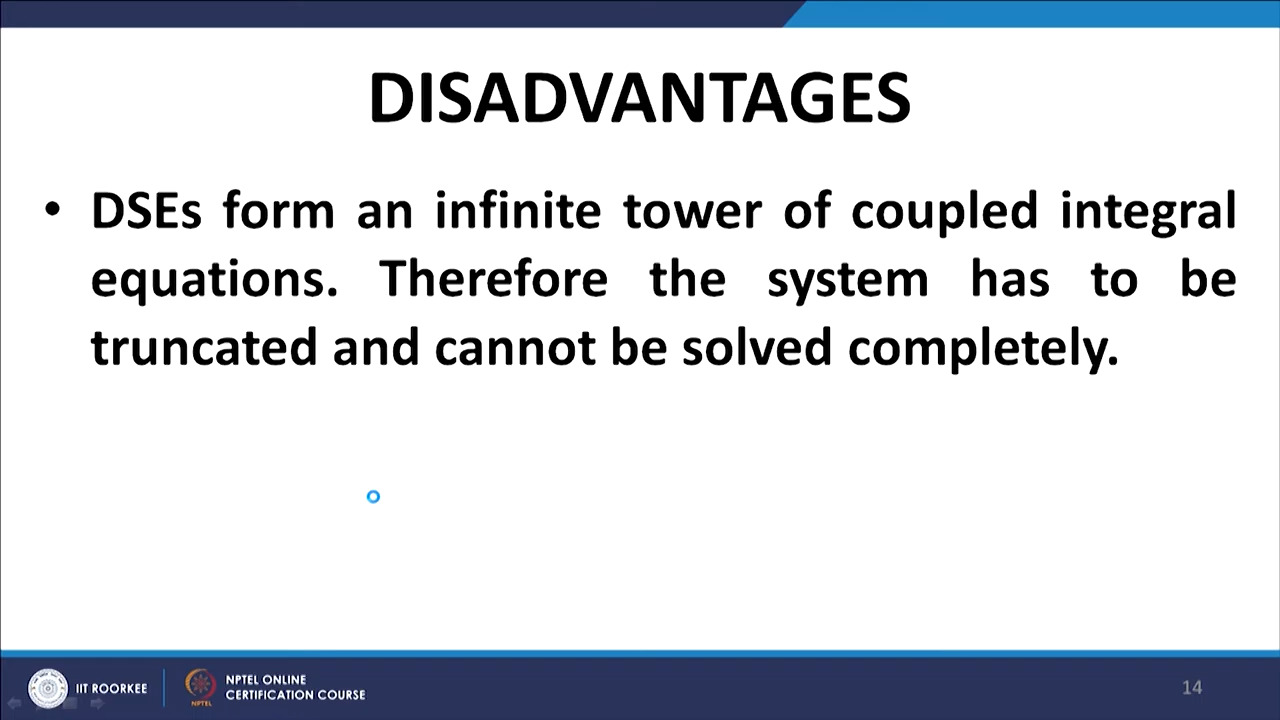 DISADVANTAGES
• DSEs form an infinite tower of coupled integral
equations. Therefore the system has to be
truncated and cannot be solved completely.
IIT ROORKEE
NPTEL
NPTEL ONLINE
CERTIFICATION COURSE
14